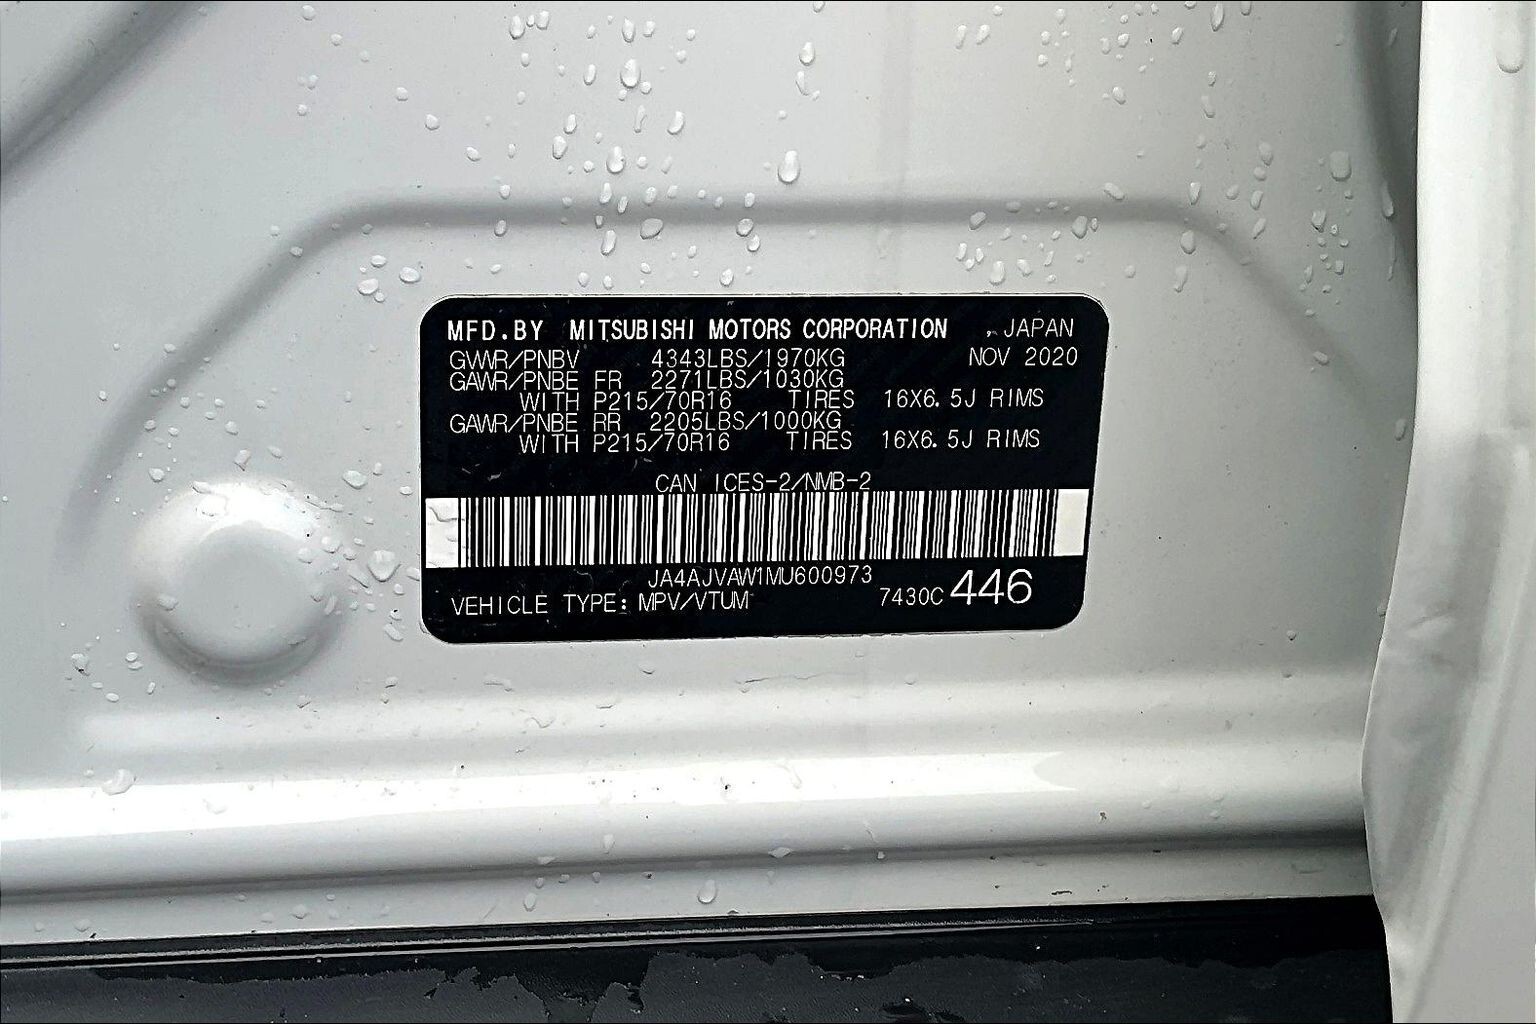 MFD.BY MITSUBISHI MOTORS CORPORATION , JAPAN
GVWR/PNBV 4343LBS/1970KG NOV 2020
GAWR/PNBE FR 2271LBS/1030KG
WITH P215/70R16 TIRES 16X6.5J RIMS
GAWR/PNBE RR 2205LBS/1000KG
WITH P215/70R16 TIRES 16X6.5J RIMS
CAN ICES-2/NMB-2
JA4AJVAW1MU600973
VEHICLE TYPE: MPV/VTUM 7430C 446